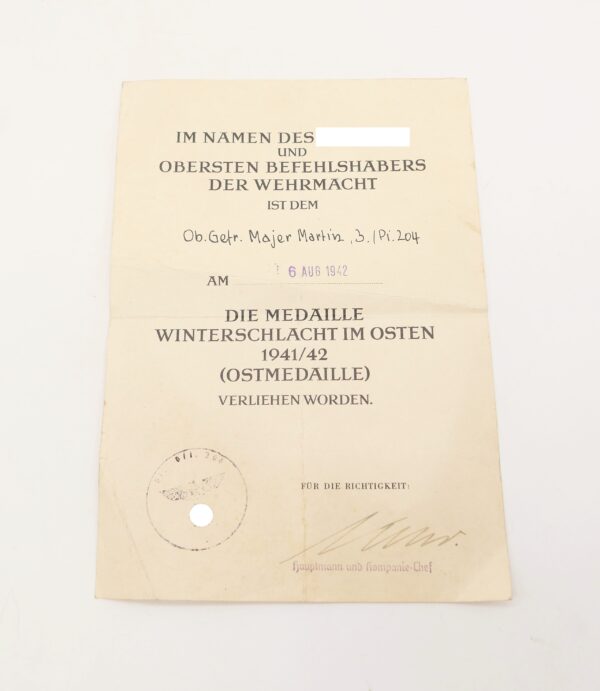 IM NAMEN DES
UND
OBERSTEN BEFEHLSHABERS
DER WEHRMACHT
IST DEM
Ob.Gefr. Majer Martin, 3./Pi.204
AM 6 AUG 1942
DIE MEDAILLE
WINTERSCHLACHT IM OSTEN
1941/42
(OSTMEDAILLE)
VERLIEHEN WORDEN.
FÜR DIE RICHTIGKEIT:
Hauptmann und Kompanie-Chef